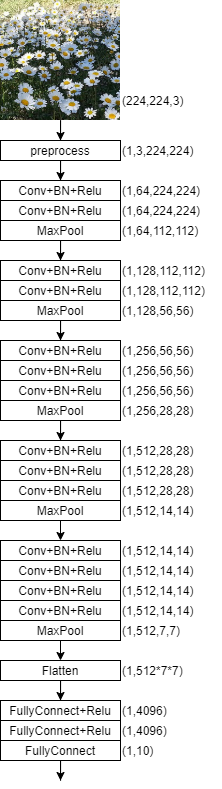 (224,224,3)
preprocess (1,3,224,224)
Conv+BN+Relu (1,64,224,224)
Conv+BN+Relu (1,64,224,224)
MaxPool (1,64,112,112)
Conv+BN+Relu (1,128,112,112)
Conv+BN+Relu (1,128,112,112)
MaxPool (1,128,56,56)
Conv+BN+Relu (1,256,56,56)
Conv+BN+Relu (1,256,56,56)
Conv+BN+Relu (1,256,56,56)
MaxPool (1,256,28,28)
Conv+BN+Relu (1,512,28,28)
Conv+BN+Relu (1,512,28,28)
Conv+BN+Relu (1,512,28,28)
MaxPool (1,512,14,14)
Conv+BN+Relu (1,512,14,14)
Conv+BN+Relu (1,512,14,14)
Conv+BN+Relu (1,512,14,14)
Conv+BN+Relu (1,512,14,14)
MaxPool (1,512,7,7)
Flatten (1,512*7*7)
FullyConnect+Relu (1,4096)
FullyConnect+Relu (1,4096)
FullyConnect (1,10)